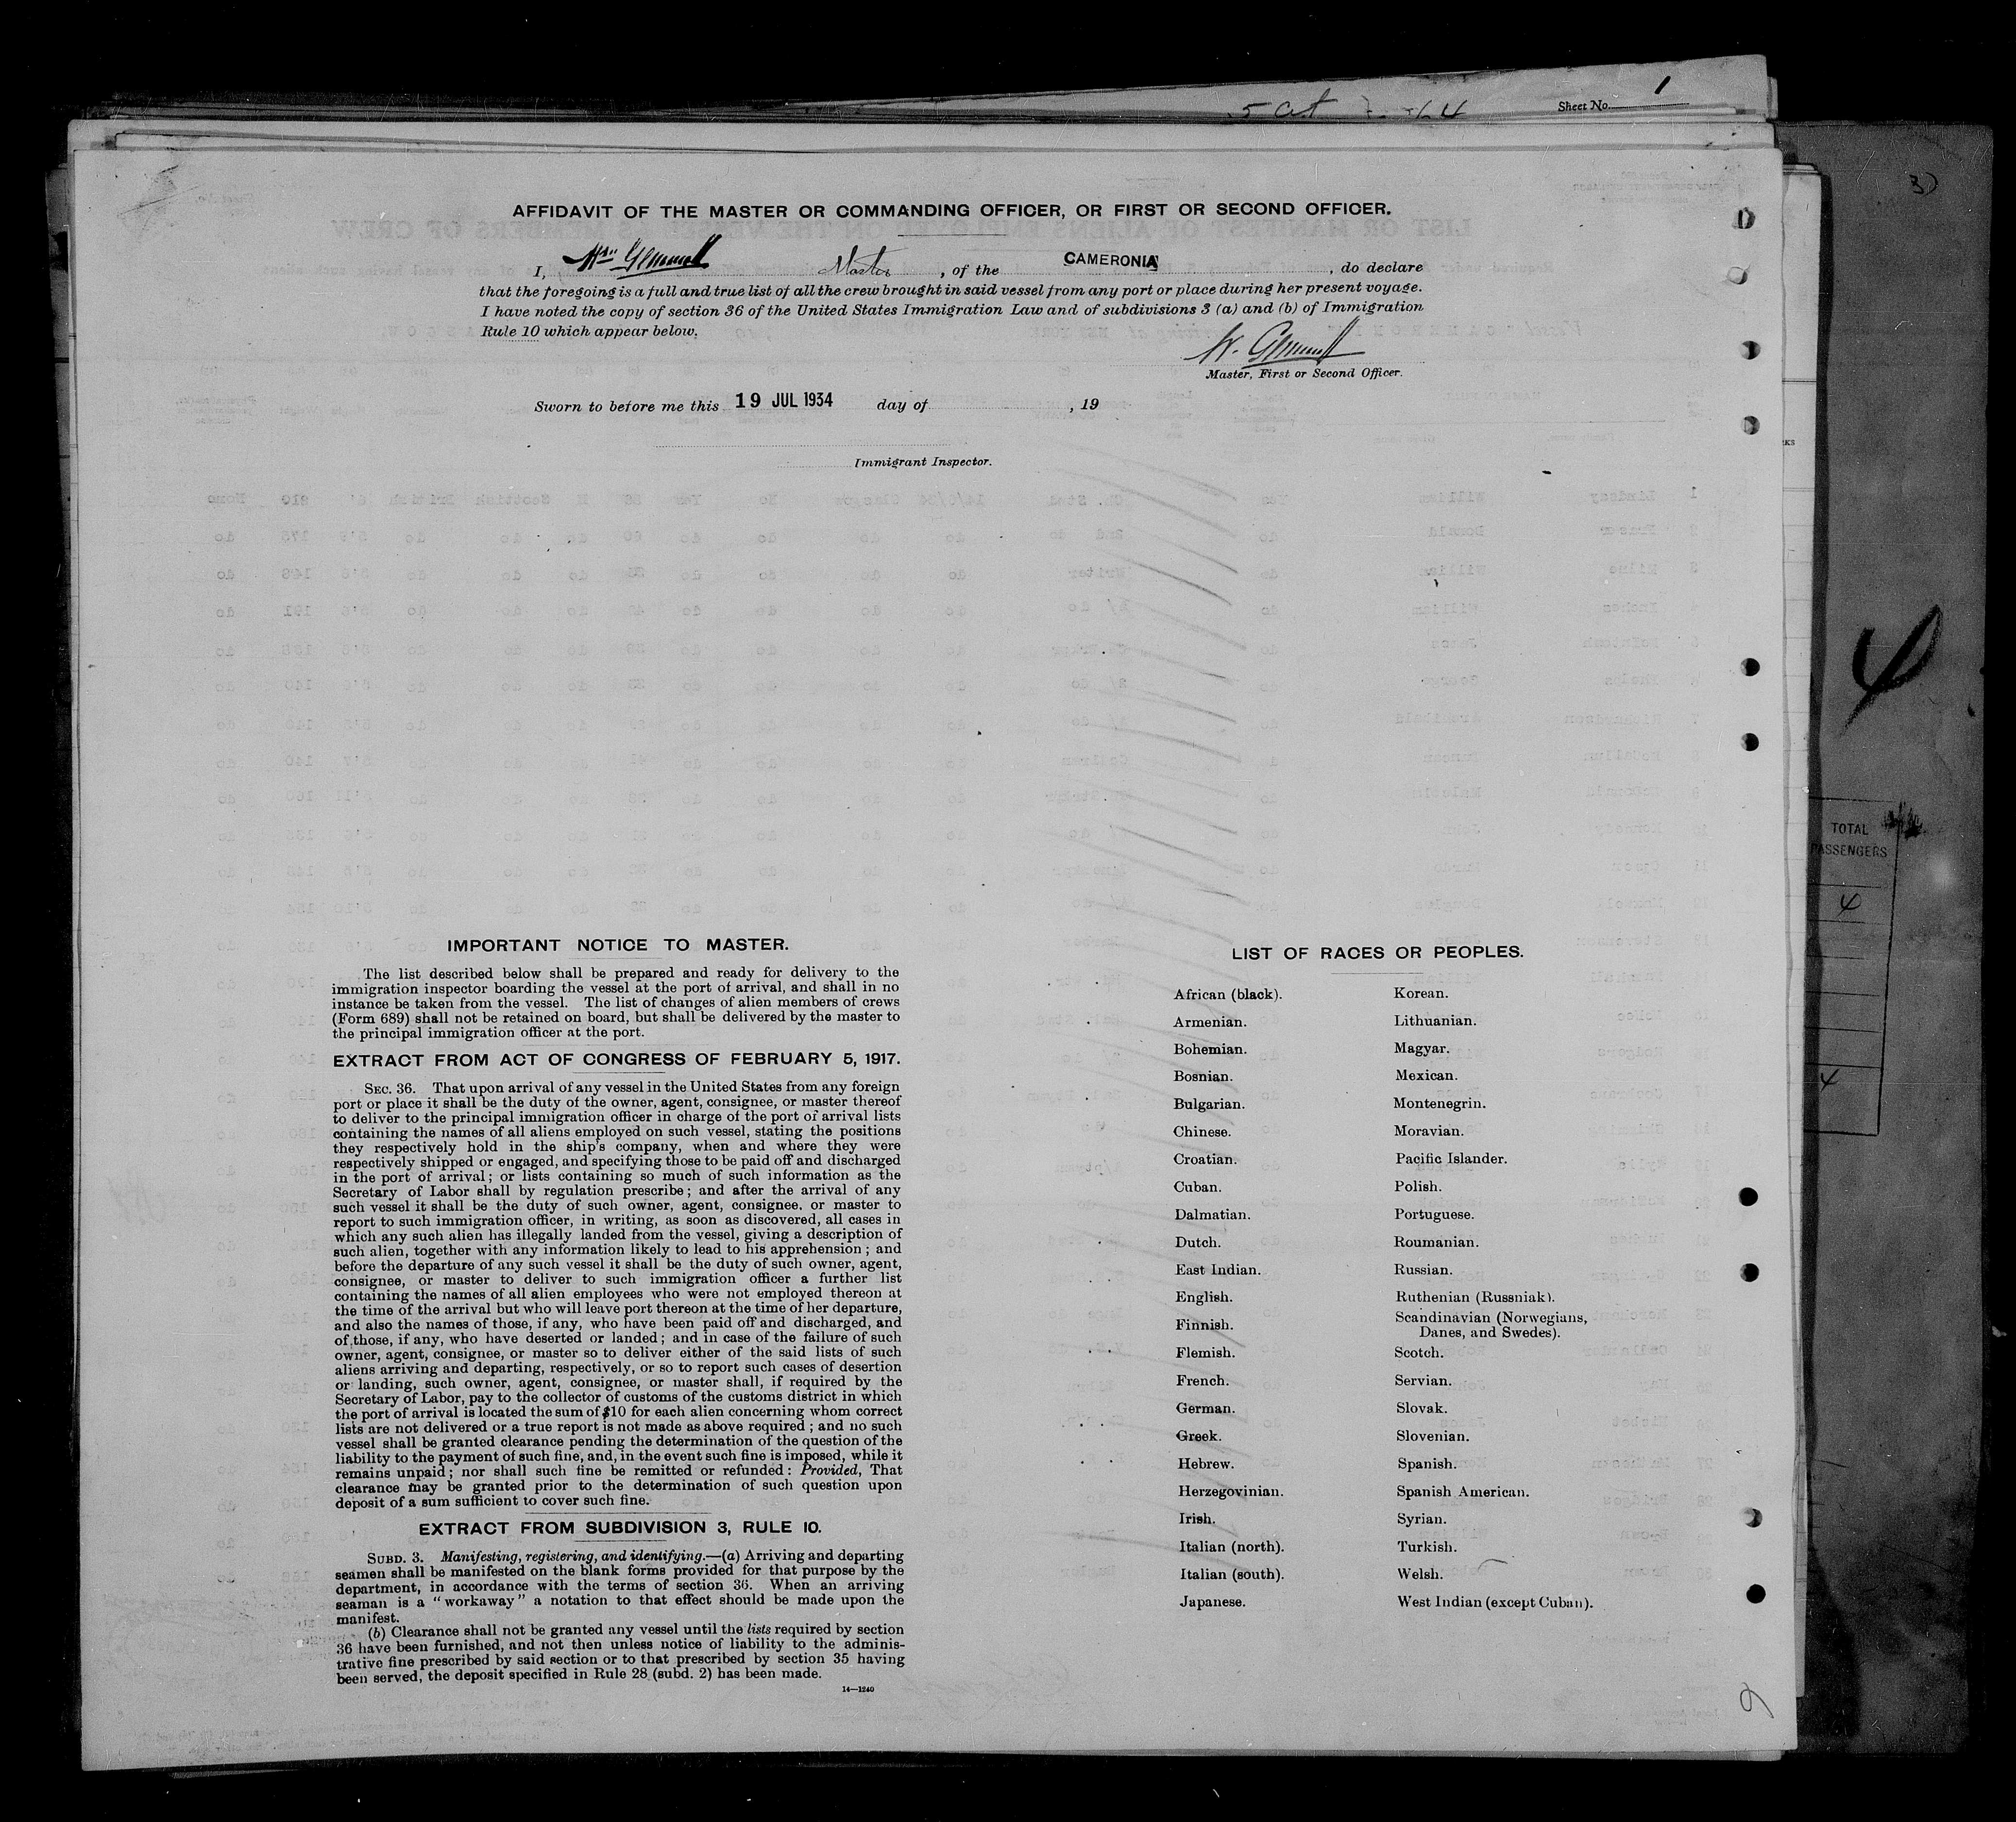 Sheet No. 1
AFFIDAVIT OF THE MASTER OR COMMANDING OFFICER, OR FIRST OR SECOND OFFICER.
I, Wm Gemmell Master, of the CAMERONIA, do declare
that the foregoing is a full and true list of all the crew brought in said vessel from any port or place during her present voyage.
I have noted the copy of section 36 of the United States Immigration Law and of subdivisions 3 (a) and (b) of Immigration
Rule 10 which appear below.
W. Gemmell
Master, First or Second Officer.
Sworn to before me this 19 JUL 1934 day of , 19
Immigrant Inspector.
TOTAL
PASSENGERS
4
4
4
IMPORTANT NOTICE TO MASTER.
The list described below shall be prepared and ready for delivery to the
immigration inspector boarding the vessel at the port of arrival, and shall in no
instance be taken from the vessel. The list of changes of alien members of crews
(Form 689) shall not be retained on board, but shall be delivered by the master to
the principal immigration officer at the port.
EXTRACT FROM ACT OF CONGRESS OF FEBRUARY 5, 1917.
SEC. 36. That upon arrival of any vessel in the United States from any foreign
port or place it shall be the duty of the owner, agent, consignee, or master thereof
to deliver to the principal immigration officer in charge of the port of arrival lists
containing the names of all aliens employed on such vessel, stating the positions
they respectively hold in the ship's company, when and where they were
respectively shipped or engaged, and specifying those to be paid off and discharged
in the port of arrival; or lists containing so much of such information as the
Secretary of Labor shall by regulation prescribe; and after the arrival of any
such vessel it shall be the duty of such owner, agent, consignee, or master to
report to such immigration officer, in writing, as soon as discovered, all cases in
which any such alien has illegally landed from the vessel, giving a description of
such alien, together with any information likely to lead to his apprehension; and
before the departure of any such vessel it shall be the duty of such owner, agent,
consignee, or master to deliver to such immigration officer a further list
containing the names of all alien employees who were not employed thereon at
the time of the arrival but who will leave port thereon at the time of her departure,
and also the names of those, if any, who have been paid off and discharged, and
of those, if any, who have deserted or landed; and in case of the failure of such
owner, agent, consignee, or master so to deliver either of the said lists of such
aliens arriving and departing, respectively, or so to report such cases of desertion
or landing, such owner, agent, consignee, or master shall, if required by the
Secretary of Labor, pay to the collector of customs of the customs district in which
the port of arrival is located the sum of $10 for each alien concerning whom correct
lists are not delivered or a true report is not made as above required; and no such
vessel shall be granted clearance pending the determination of the question of the
liability to the payment of such fine, and, in the event such fine is imposed, while it
remains unpaid; nor shall such fine be remitted or refunded: Provided, That
clearance may be granted prior to the determination of such question upon
deposit of a sum sufficient to cover such fine.
EXTRACT FROM SUBDIVISION 3, RULE 10.
SUBD. 3. Manifesting, registering, and identifying.—(a) Arriving and departing
seamen shall be manifested on the blank forms provided for that purpose by the
department, in accordance with the terms of section 36. When an arriving
seaman is a "workaway" a notation to that effect should be made upon the
manifest.
(b) Clearance shall not be granted any vessel until the lists required by section
36 have been furnished, and not then unless notice of liability to the adminis-
trative fine prescribed by said section or to that prescribed by section 35 having
been served, the deposit specified in Rule 28 (subd. 2) has been made.
14—1240
LIST OF RACES OR PEOPLES.
African (black).
Armenian.
Bohemian.
Bosnian.
Bulgarian.
Chinese.
Croatian.
Cuban.
Dalmatian.
Dutch.
East Indian.
English.
Finnish.
Flemish.
French.
German.
Greek.
Hebrew.
Herzegovinian.
Irish.
Italian (north).
Italian (south).
Japanese.
Korean.
Lithuanian.
Magyar.
Mexican.
Montenegrin.
Moravian.
Pacific Islander.
Polish.
Portuguese.
Roumanian.
Russian.
Ruthenian (Russniak).
Scandinavian (Norwegians,
Danes, and Swedes).
Scotch.
Servian.
Slovak.
Slovenian.
Spanish.
Spanish American.
Syrian.
Turkish.
Welsh.
West Indian (except Cuban).